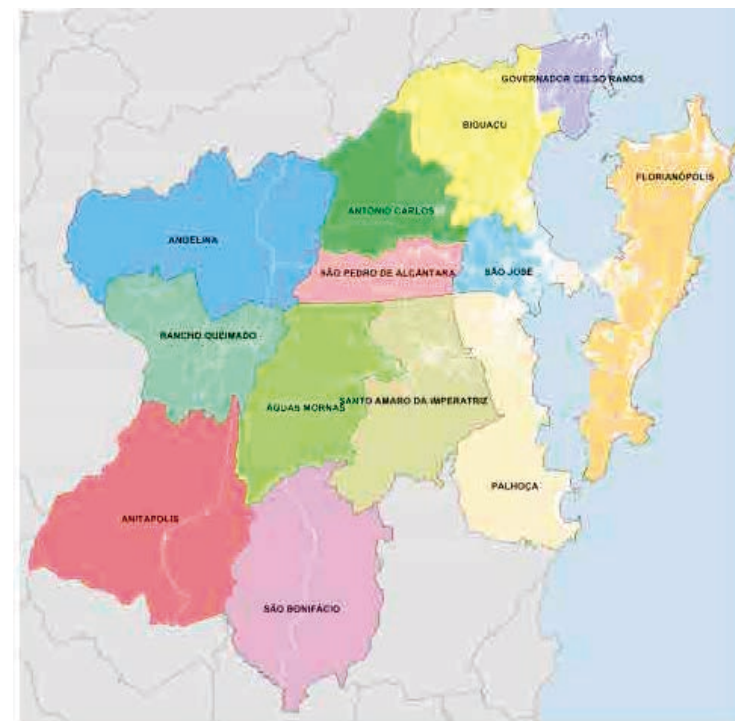 GOVERNADOR CELSO RAMOS
BIGUAÇU
FLORIANÓPOLIS
ANTÔNIO CARLOS
ANGELINA
SÃO PEDRO DE ALCÂNTARA
SÃO JOSÉ
RANCHO QUEIMADO
ÁGUAS MORNAS
SANTO AMARO DA IMPERATRIZ
PALHOÇA
ANITÁPOLIS
SÃO BONIFÁCIO